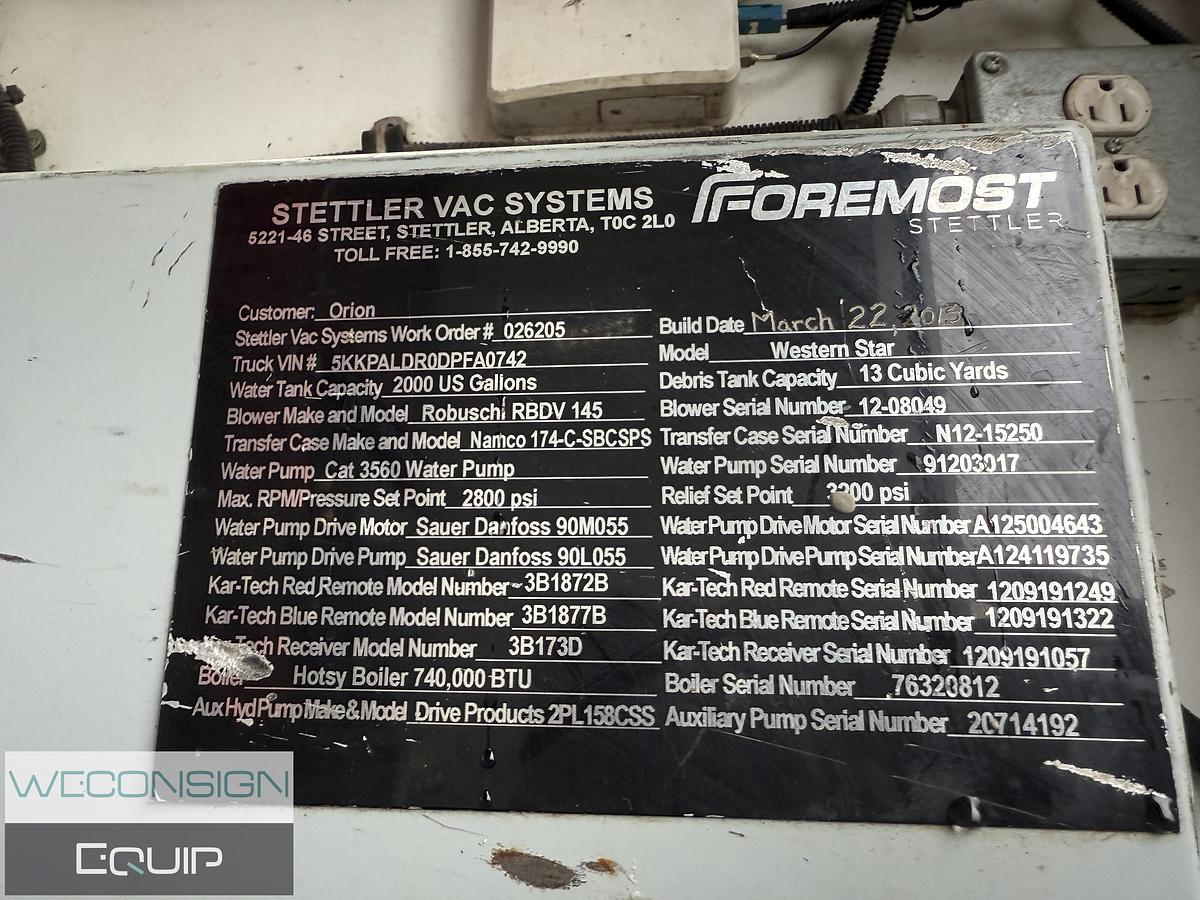 STETTLER VAC SYSTEMS
5221-46 STREET, STETTLER, ALBERTA, T0C 2L0
TOLL FREE: 1-855-742-9990
FOREMOST
STETTLER
Customer: Orion
Stettler Vac Systems Work Order # 026205
Build Date March 22, 2013
Truck VIN # 5KKPALDR0DPFA0742
Model Western Star
Water Tank Capacity 2000 US Gallons
Debris Tank Capacity 13 Cubic Yards
Blower Make and Model Robuschi RBDV 145
Blower Serial Number 12-08049
Transfer Case Make and Model Namco 174-C-SBCSPS
Transfer Case Serial Number N12-15250
Water Pump Cat 3560 Water Pump
Water Pump Serial Number 91203017
Max. RPM/Pressure Set Point 2800 psi
Relief Set Point 3200 psi
Water Pump Drive Motor Sauer Danfoss 90M055
Water Pump Drive Motor Serial Number A125004643
Water Pump Drive Pump Sauer Danfoss 90L055
Water Pump Drive Pump Serial Number A124119735
Kar-Tech Red Remote Model Number 3B1872B
Kar-Tech Red Remote Serial Number 1209191249
Kar-Tech Blue Remote Model Number 3B1877B
Kar-Tech Blue Remote Serial Number 1209191322
Kar-Tech Receiver Model Number 3B173D
Kar-Tech Receiver Serial Number 1209191057
Boiler Hotsy Boiler 740,000 BTU
Boiler Serial Number 76320812
Aux Hyd Pump Make & Model Drive Products 2PL158CSS
Auxiliary Pump Serial Number 20714192
WECONSIGN
EQUIP